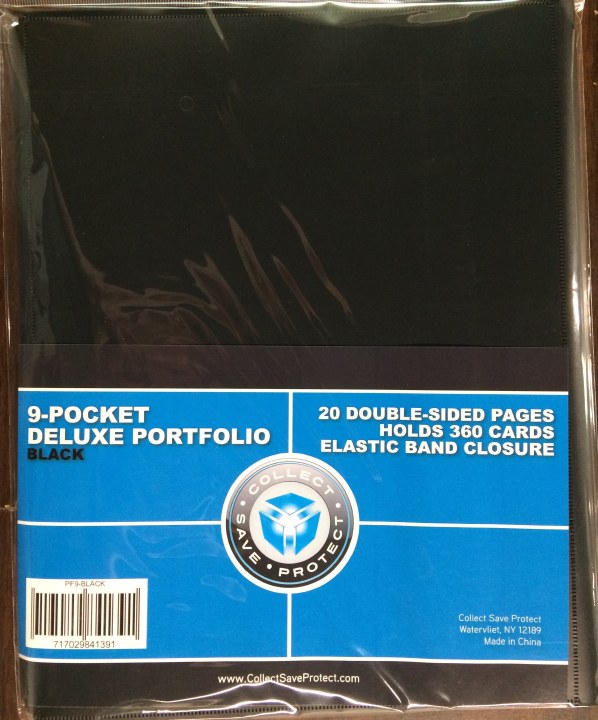 9-POCKET
DELUXE PORTFOLIO
BLACK
20 DOUBLE-SIDED PAGES
HOLDS 360 CARDS
ELASTIC BAND CLOSURE
COLLECT • SAVE • PROTECT •
PF9-BLACK
717029841391
Collect Save Protect
Watervliet, NY 12189
Made in China
www.CollectSaveProtect.com